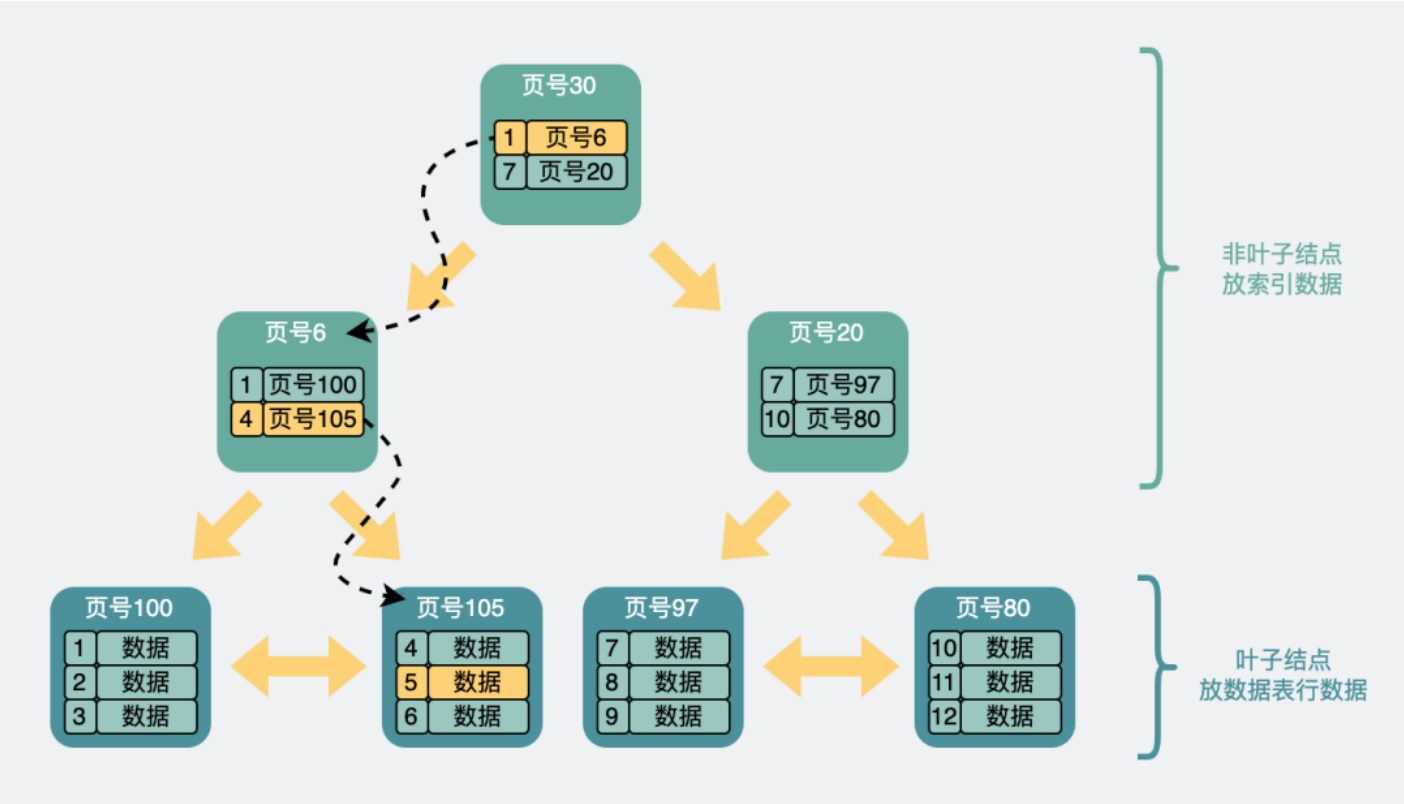 页号30
1 页号6
7 页号20
非叶子结点
放索引数据
页号6
1 页号100
4 页号105
页号20
7 页号97
10 页号80
页号100
1 数据
2 数据
3 数据
页号105
4 数据
5 数据
6 数据
页号97
7 数据
8 数据
9 数据
页号80
10 数据
11 数据
12 数据
叶子结点
放数据表行数据